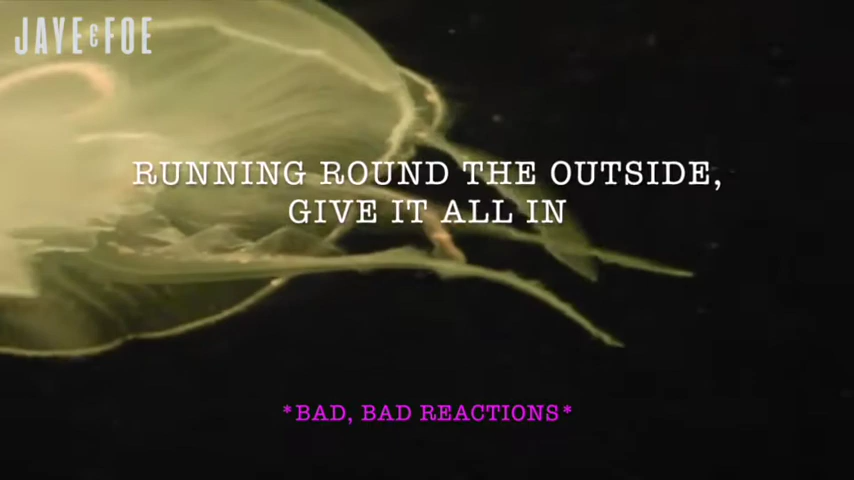 JAYE & FOE
RUNNING ROUND THE OUTSIDE,
GIVE IT ALL IN
*BAD, BAD REACTIONS*